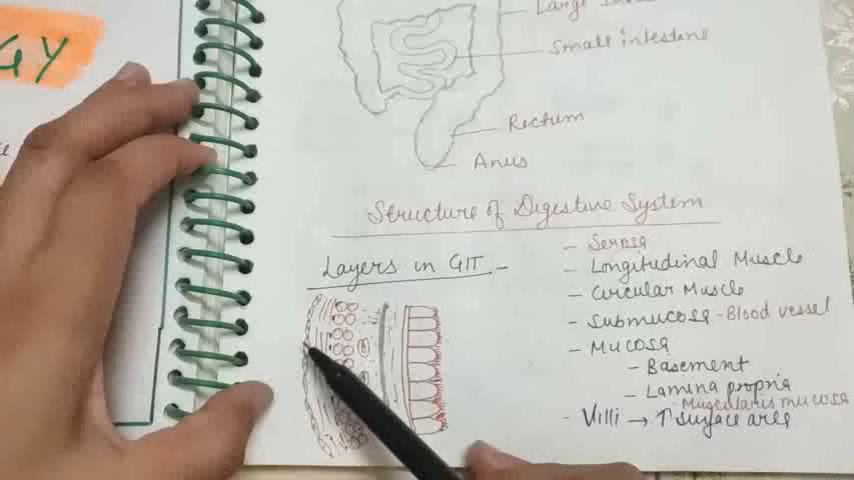 GY
Large
Small intestine
Rectum
Anus
Structure of Digestive System
Layers in GIT -
- Serosa
- Longitudinal Muscle
- Circular Muscle
- Submucosa - Blood vessel
- Mucosa
- Basement
- Lamina propria
- Muscularis mucosa
- Villi → ↑ surface area